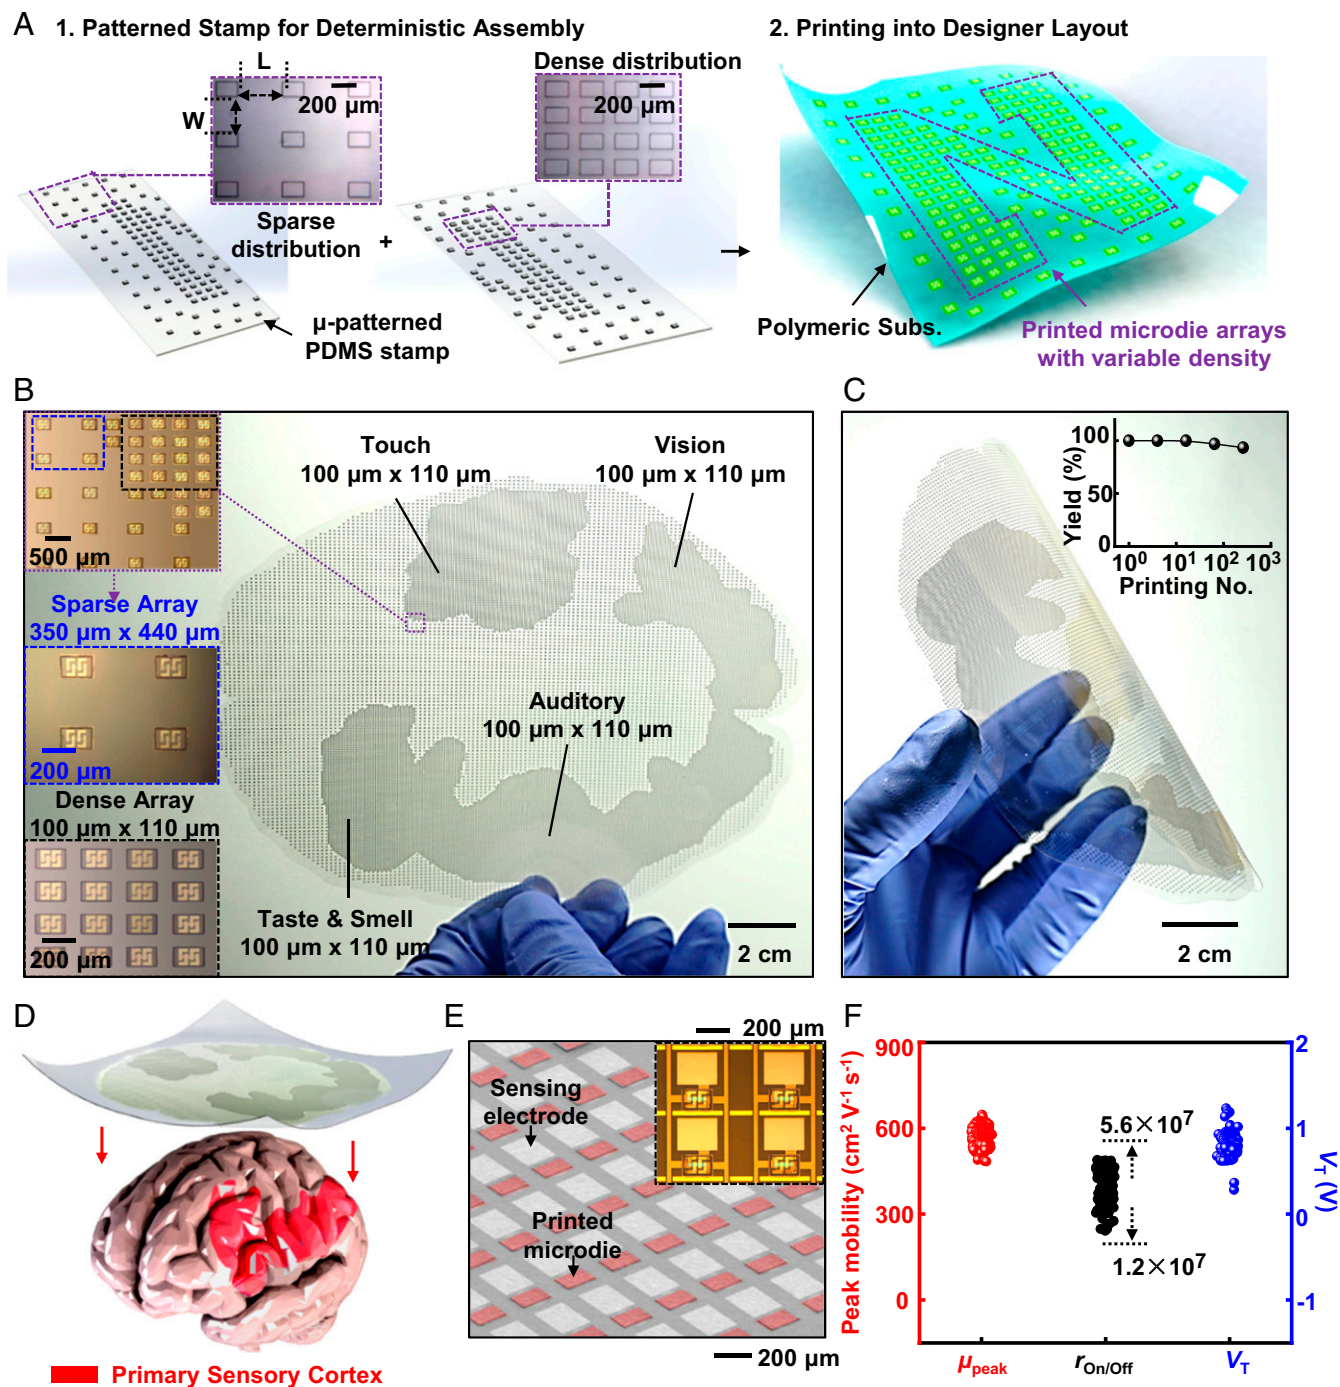 A
1. Patterned Stamp for Deterministic Assembly
2. Printing into Designer Layout
L
200 µm
W
Sparse
distribution
+
Dense distribution
200 µm
µ-patterned
PDMS stamp
Polymeric Subs.
Printed microdie arrays
with variable density
B
500 µm
Sparse Array
350 µm x 440 µm
200 µm
Dense Array
100 µm x 110 µm
200 µm
Touch
100 µm x 110 µm
Vision
100 µm x 110 µm
Auditory
100 µm x 110 µm
Taste & Smell
100 µm x 110 µm
2 cm
C
Yield (%)
100
50
0
10⁰ 10¹ 10² 10³
Printing No.
2 cm
D
Primary Sensory Cortex
E
200 µm
Sensing
electrode
Printed
microdie
200 µm
F
Peak mobility (cm² V⁻¹ s⁻¹)
900
600
300
0
5.6×10⁷
1.2×10⁷
2
1
0
-1
V_T (V)
µ_peak
r_On/Off
V_T